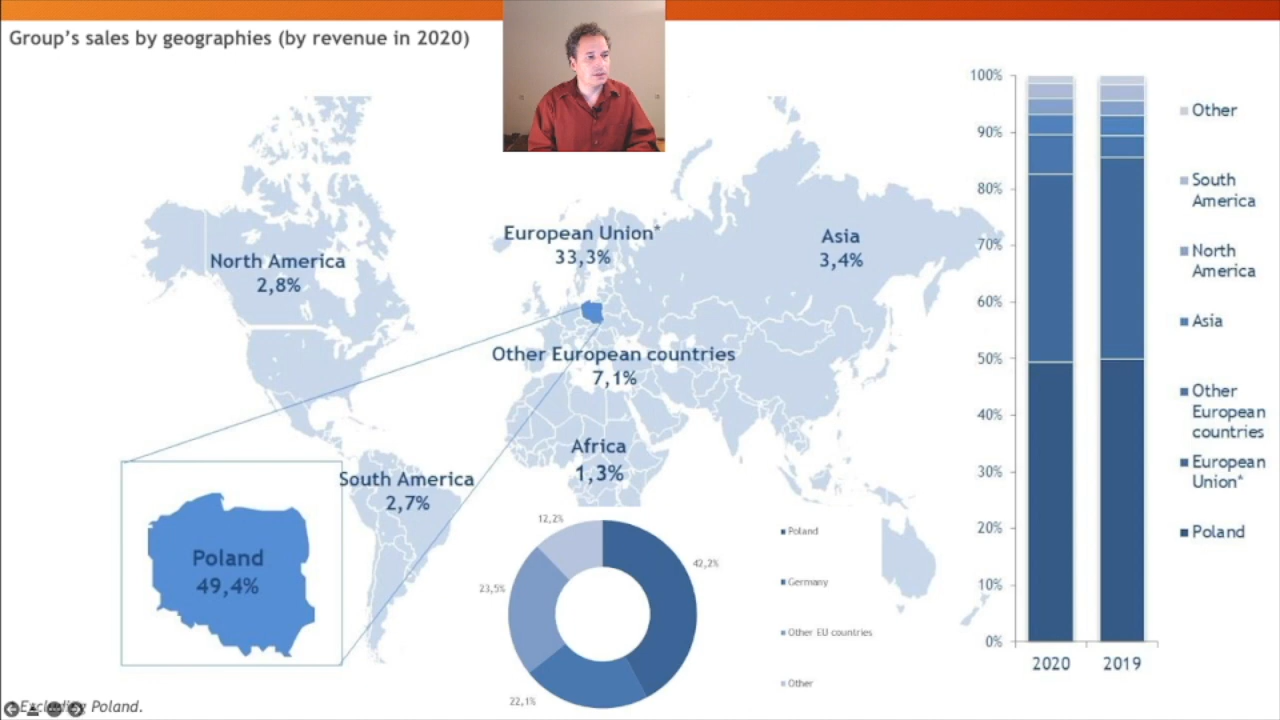 Group's sales by geographies (by revenue in 2020)
North America
2,8%
European Union*
33,3%
Asia
3,4%
Other European countries
7,1%
Africa
1,3%
South America
2,7%
Poland
49,4%
12,2%
42,2%
23,5%
22,1%
Poland
Germany
Other EU countries
Other
100%
90%
80%
70%
60%
50%
40%
30%
20%
10%
0%
2020
2019
Other
South
America
North
America
Asia
Other
European
countries
European
Union*
Poland
Excluding Poland.